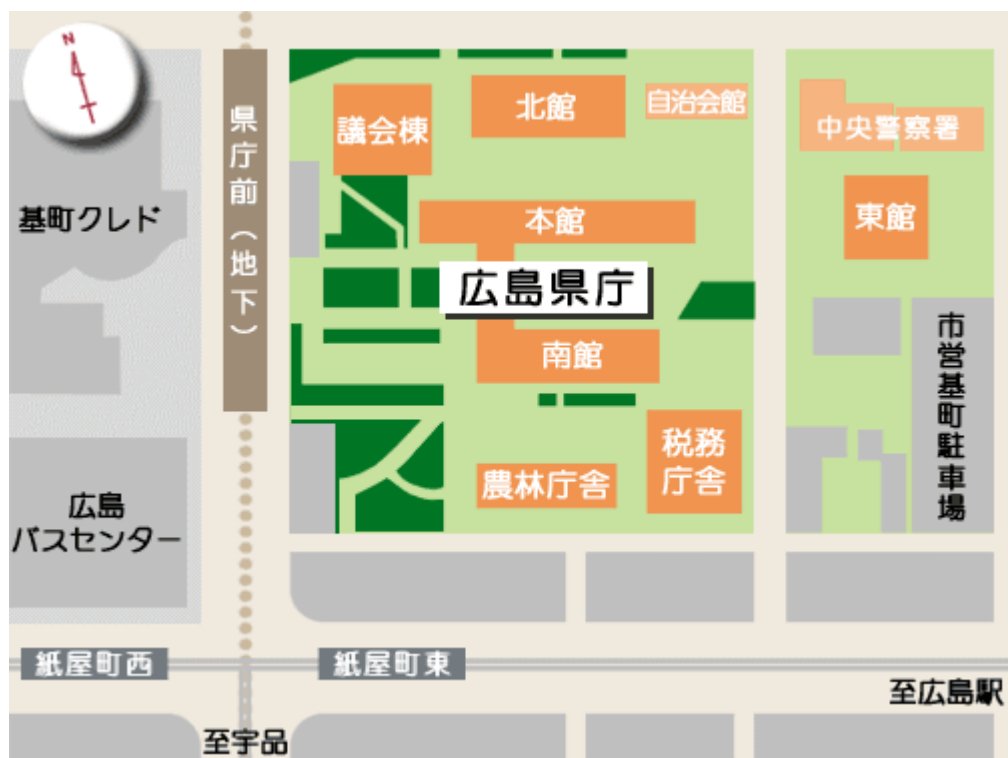 N
北館
自治会館
議会棟
中央警察署
県庁前（地下）
基町クレド
本館
東館
広島県庁
市営基町駐車場
南館
税務
庁舎
農林庁舎
広島
バスセンター
紙屋町西
紙屋町東
至広島駅
至宇品